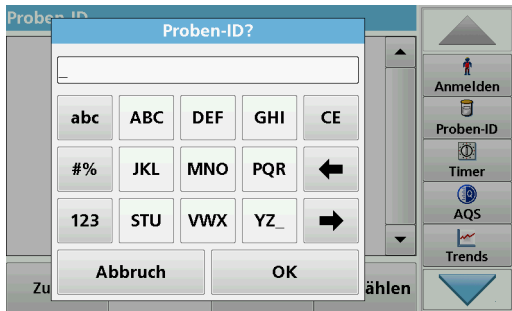 Proben-ID
Proben-ID?
_
abc ABC DEF GHI CE
#% JKL MNO PQR
123 STU VWX YZ_
Abbruch OK
Zu ählen
Anmelden
Proben-ID
Timer
AQS
Trends